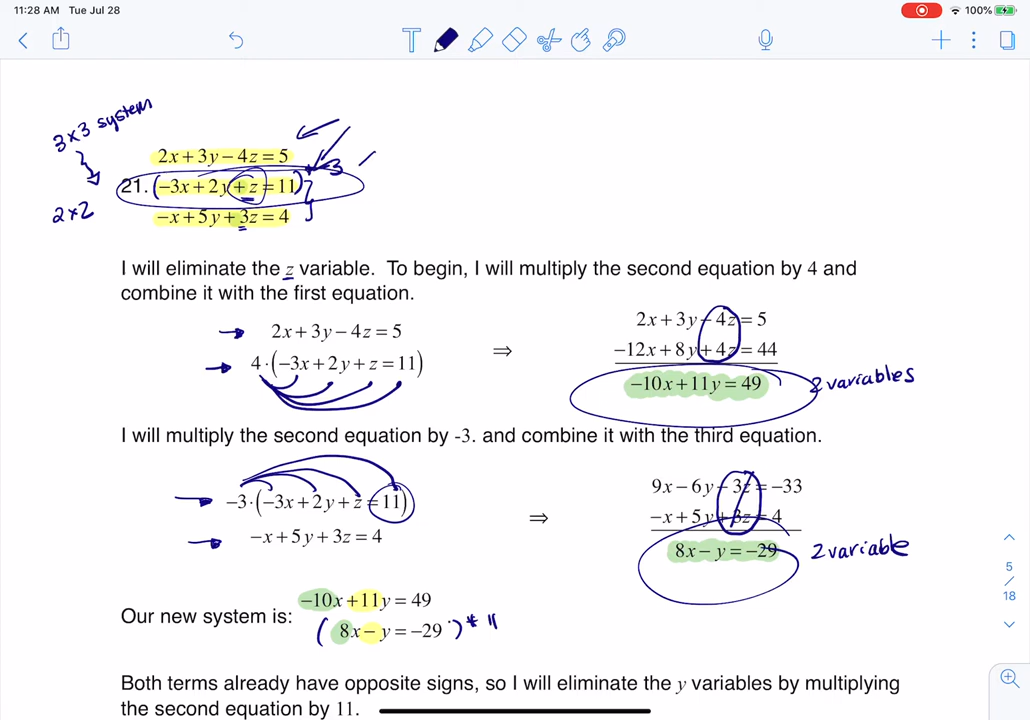 11:28 AM Tue Jul 28
100%
3×3 system
2x + 3y − 4z = 5
* −3
21. (−3x + 2y + z = 11)
2×2
−x + 5y + 3z = 4
I will eliminate the z variable. To begin, I will multiply the second equation by 4 and
combine it with the first equation.
2x + 3y − 4z = 5
4·(−3x + 2y + z = 11)
⇒
2x + 3y − 4z = 5
−12x + 8y + 4z = 44
−10x + 11y = 49
2 variables
I will multiply the second equation by -3. and combine it with the third equation.
−3·(−3x + 2y + z = 11)
−x + 5y + 3z = 4
⇒
9x − 6y − 3z = −33
−x + 5y + 3z = 4
8x − y = −29
2 variable
Our new system is:
−10x + 11y = 49
(8x − y = −29) * 11
Both terms already have opposite signs, so I will eliminate the y variables by multiplying
the second equation by 11.
5
/
18